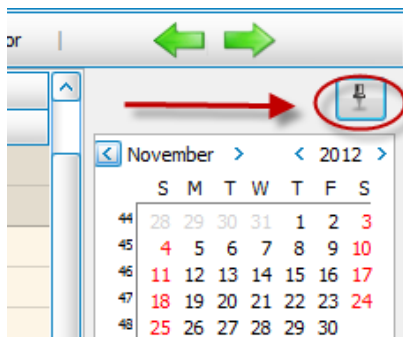 or |
November 2012
S M T W T F S
44 28 29 30 31 1 2 3
45 4 5 6 7 8 9 10
46 11 12 13 14 15 16 17
47 18 19 20 21 22 23 24
48 25 26 27 28 29 30